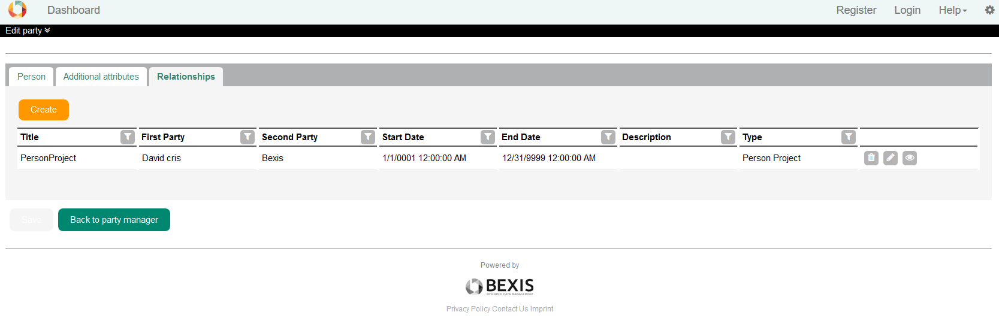 Dashboard Register Login Help
Edit party
Person Additional attributes Relationships
Create
Title First Party Second Party Start Date End Date Description Type
PersonProject David cris Bexis 1/1/0001 12:00:00 AM 12/31/9999 12:00:00 AM Person Project
Save Back to party manager
Powered by
BEXIS
RESEARCH DATA MANAGEMENT
Privacy Policy Contact Us Imprint